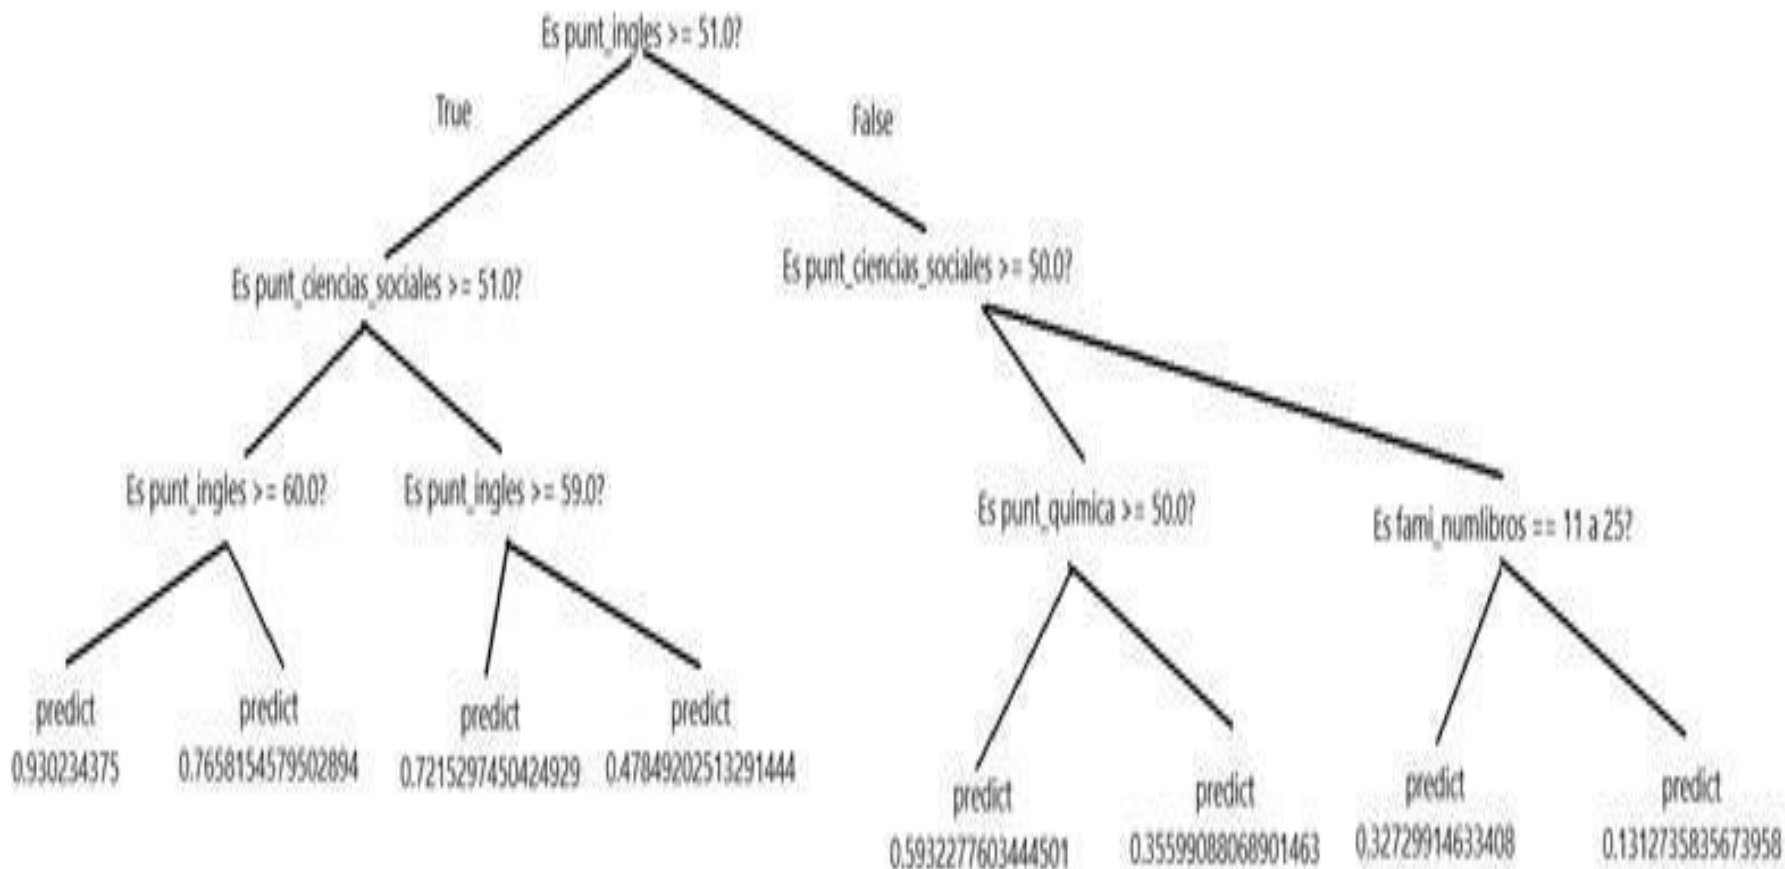 Es punt_ingles >= 51.0?
True
False
Es punt_ciencias_sociales >= 51.0?
Es punt_ciencias_sociales >= 50.0?
Es punt_ingles >= 60.0?
Es punt_ingles >= 59.0?
Es punt_quimica >= 50.0?
Es fami_numlibros == 11 a 25?
predict
0.930234375
predict
0.7658154579502894
predict
0.7215297450424929
predict
0.47849202513291444
predict
0.5932277603444501
predict
0.35599088068901463
predict
0.32729914633408
predict
0.1312735835673958